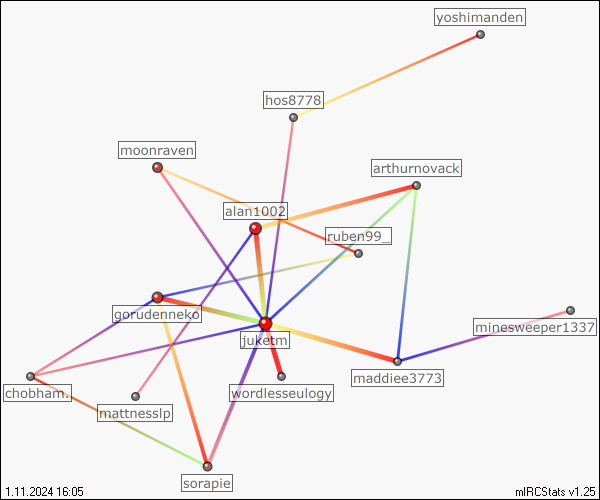 yoshimanden
hos8778
moonraven
arthurnovack
alan1002
ruben99_
gorudenneko
minesweeper1337
juketm
maddiee3773
chobham.
wordlesseulogy
mattnesslp
sorapie
1.11.2024 16:05
mIRCStats v1.25